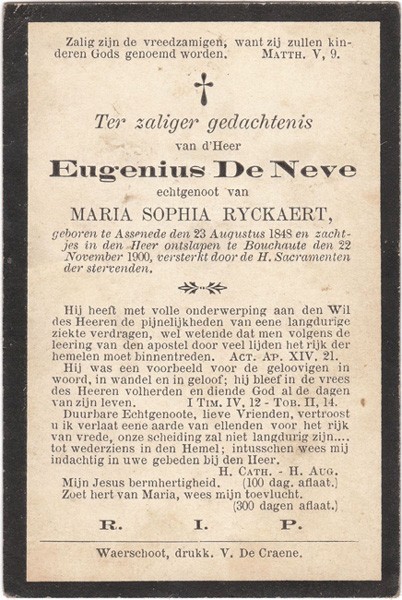 Zalig zijn de vreedzamigen, want zij zullen kin-
deren Gods genoemd worden. MATTH. V, 9.
Ter zaliger gedachtenis
van d'Heer
Eugenius De Neve
echtgenoot van
MARIA SOPHIA RYCKAERT,
geboren te Assenede den 23 Augustus 1848 en zacht-
jes in den Heer ontslapen te Bouchaute den 22
November 1900, versterkt door de H. Sacramenten
der stervenden.
Hij heeft met volle onderwerping aan den Wil
des Heeren de pijnelijkheden van eene langdurige
ziekte verdragen, wel wetende dat men volgens de
leering van den apostel door veel lijden het rijk der
hemelen moet binnentreden. ACT. AP. XIV. 21.
Hij was een voorbeeld voor de geloovigen in
woord, in wandel en in geloof; hij bleef in de vrees
des Heeren volherden en diende God al de dagen
van zijn leven. I TIM. IV, 12 - TOB. II, 14.
Duurbare Echtgenoote, lieve Vrienden, vertroost
u ik verlaat eene aarde van ellenden voor het rijk
van vrede, onze scheiding zal niet langdurig zijn....
tot wederziens in den Hemel; intusschen wees mij
indachtig in uwe gebeden bij den Heer.
H. CATH. - H. AUG.
Mijn Jesus bermhertigheid. (100 dag. aflaat.)
Zoet hert van Maria, wees mijn toevlucht.
(300 dagen aflaat.)
R. I. P.
Waerschoot, drukk. V. De Craene.